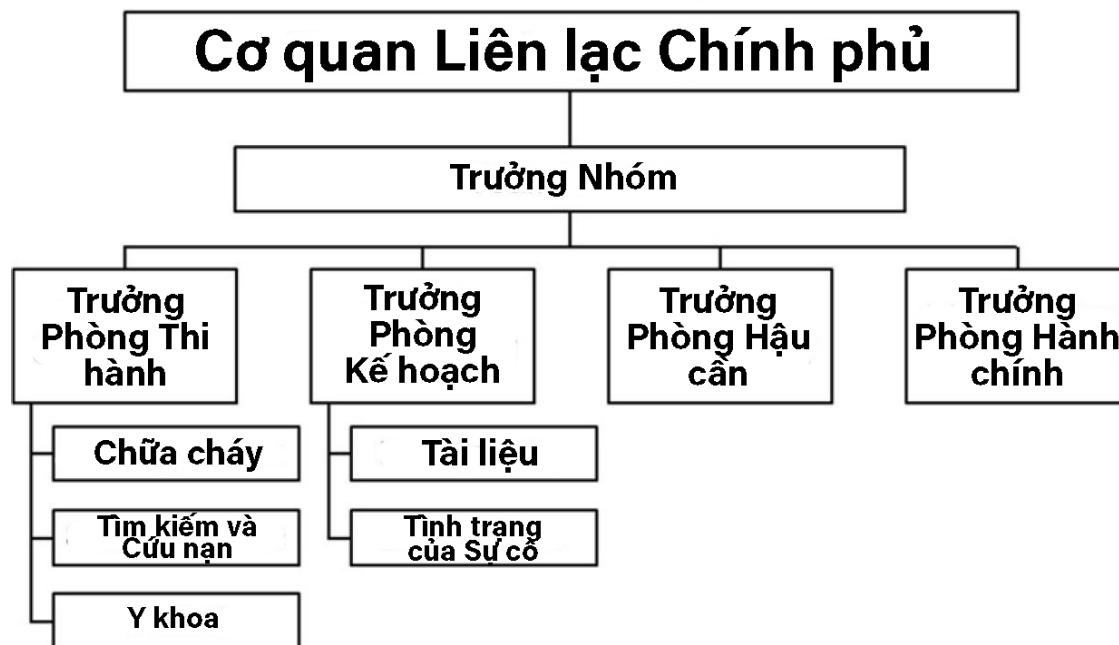 Cơ quan Liên lạc Chính phủ
Trưởng Nhóm
Trưởng
Phòng Thi
hành
Trưởng
Phòng
Kế hoạch
Trưởng
Phòng Hậu
cần
Trưởng
Phòng Hành
chính
Chữa cháy
Tìm kiếm và
Cứu nạn
Y khoa
Tài liệu
Tình trạng
của Sự cố